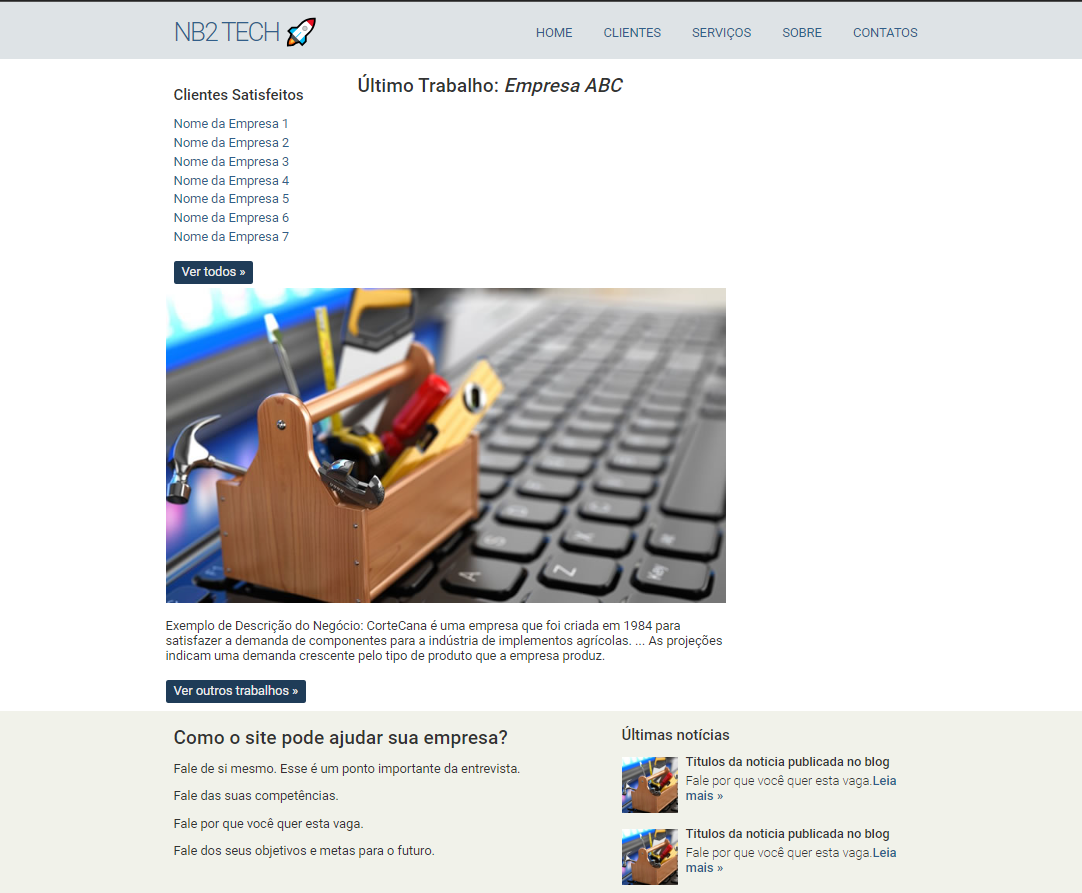 NB2 TECH
HOME CLIENTES SERVIÇOS SOBRE CONTATOS
Clientes Satisfeitos
Nome da Empresa 1
Nome da Empresa 2
Nome da Empresa 3
Nome da Empresa 4
Nome da Empresa 5
Nome da Empresa 6
Nome da Empresa 7
Ver todos »
Último Trabalho: Empresa ABC
A
Z
X
S
Exemplo de Descrição do Negócio: CorteCana é uma empresa que foi criada em 1984 para
satisfazer a demanda de componentes para a indústria de implementos agrícolas. ... As projeções
indicam uma demanda crescente pelo tipo de produto que a empresa produz.
Ver outros trabalhos »
Como o site pode ajudar sua empresa?
Fale de si mesmo. Esse é um ponto importante da entrevista.
Fale das suas competências.
Fale por que você quer esta vaga.
Fale dos seus objetivos e metas para o futuro.
Últimas notícias
Titulos da noticia publicada no blog
Fale por que você quer esta vaga.Leia
mais »
Titulos da noticia publicada no blog
Fale por que você quer esta vaga.Leia
mais »